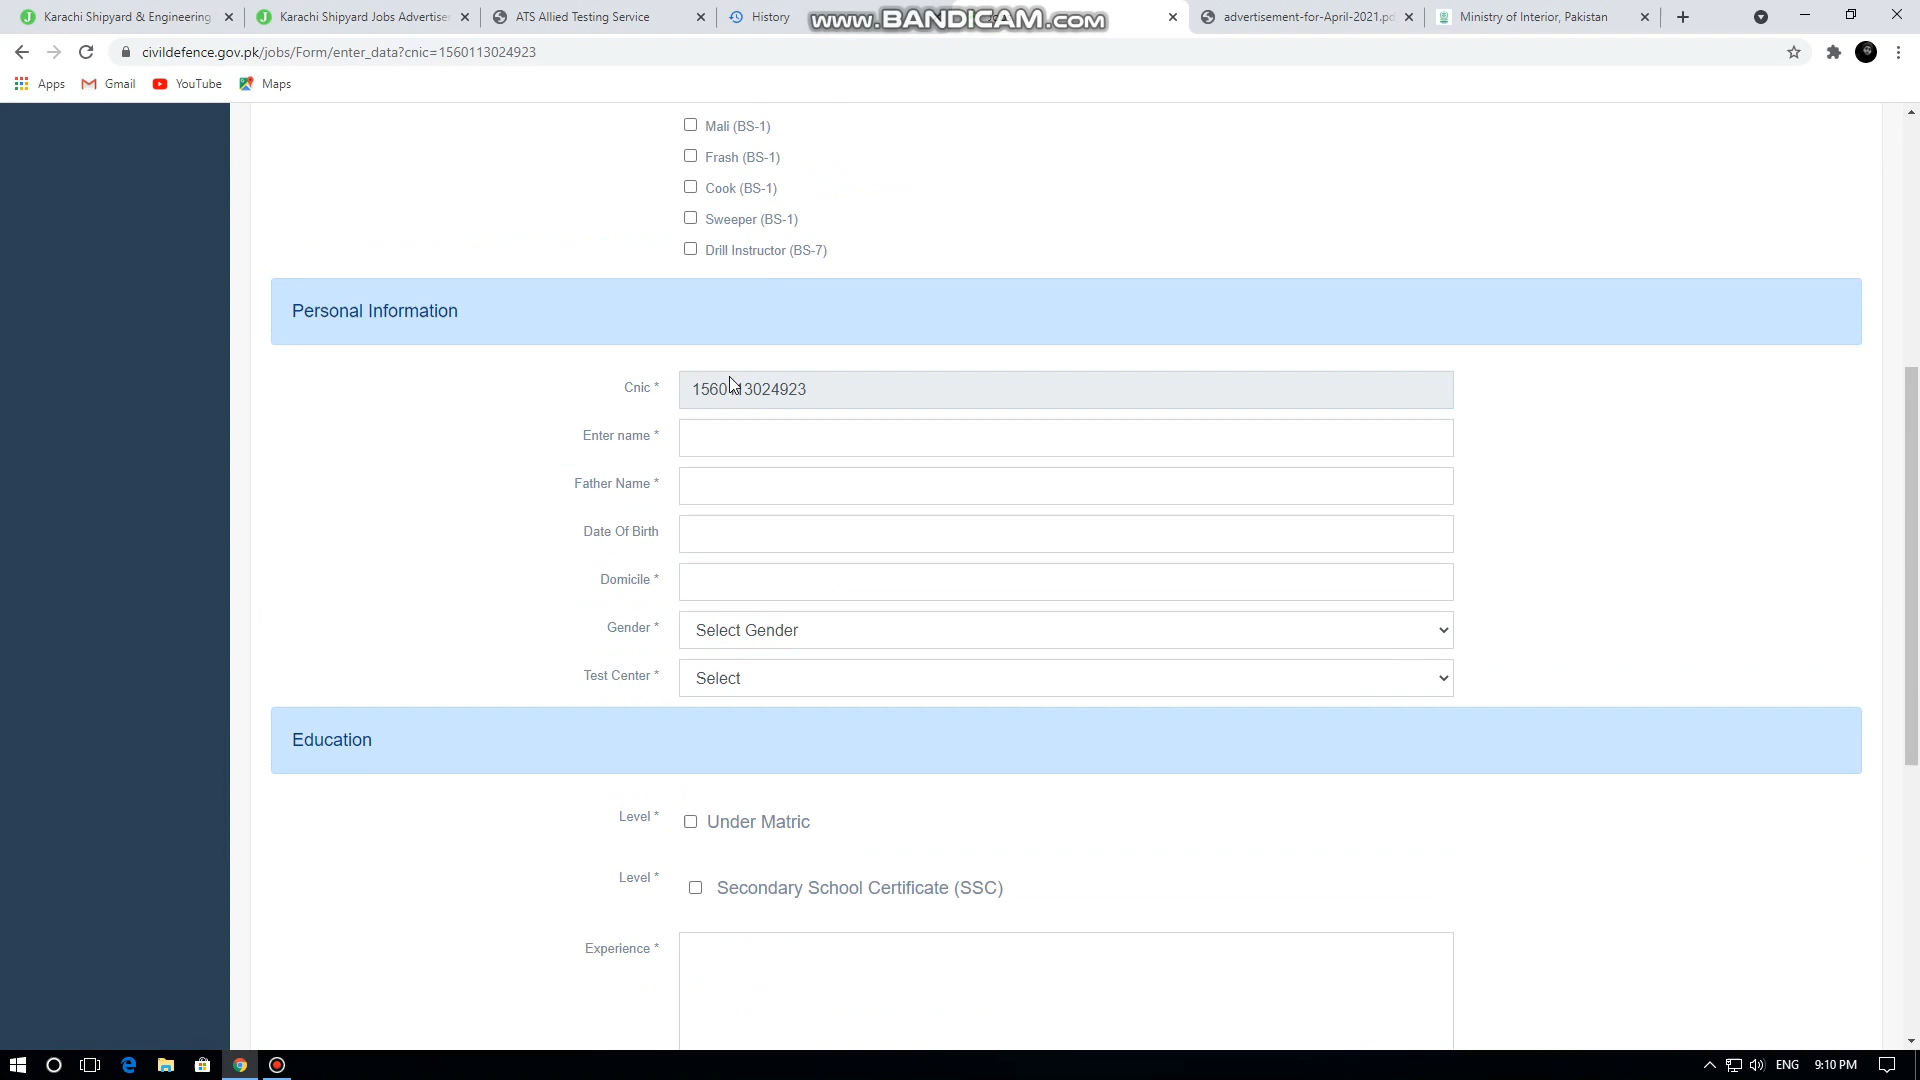 Karachi Shipyard & Engineering
Karachi Shipyard Jobs Advertise
ATS Allied Testing Service
History
www.BANDICAM.com
advertisement-for-April-2021.pd
Ministry of Interior, Pakistan
civildefence.gov.pk/jobs/Form/enter_data?cnic=1560113024923
Apps
Gmail
YouTube
Maps
Mali (BS-1)
Frash (BS-1)
Cook (BS-1)
Sweeper (BS-1)
Drill Instructor (BS-7)
Personal Information
Cnic *
1560113024923
Enter name *
Father Name *
Date Of Birth
Domicile *
Gender *
Select Gender
Test Center *
Select
Education
Level *
Under Matric
Level *
Secondary School Certificate (SSC)
Experience *
ENG
9:10 PM